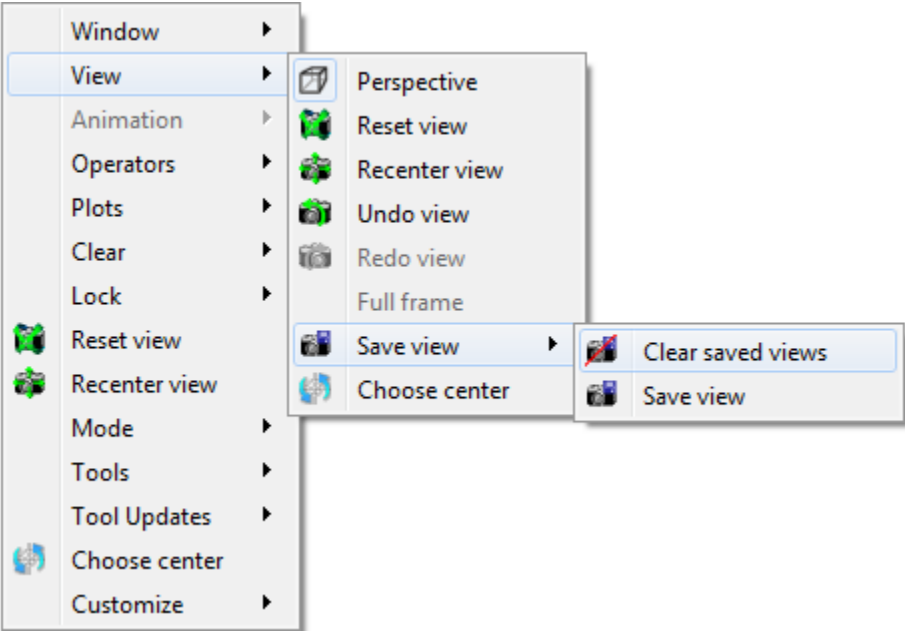 Window
View
Animation
Operators
Plots
Clear
Lock
Reset view
Recenter view
Mode
Tools
Tool Updates
Choose center
Customize
Perspective
Reset view
Recenter view
Undo view
Redo view
Full frame
Save view
Choose center
Clear saved views
Save view